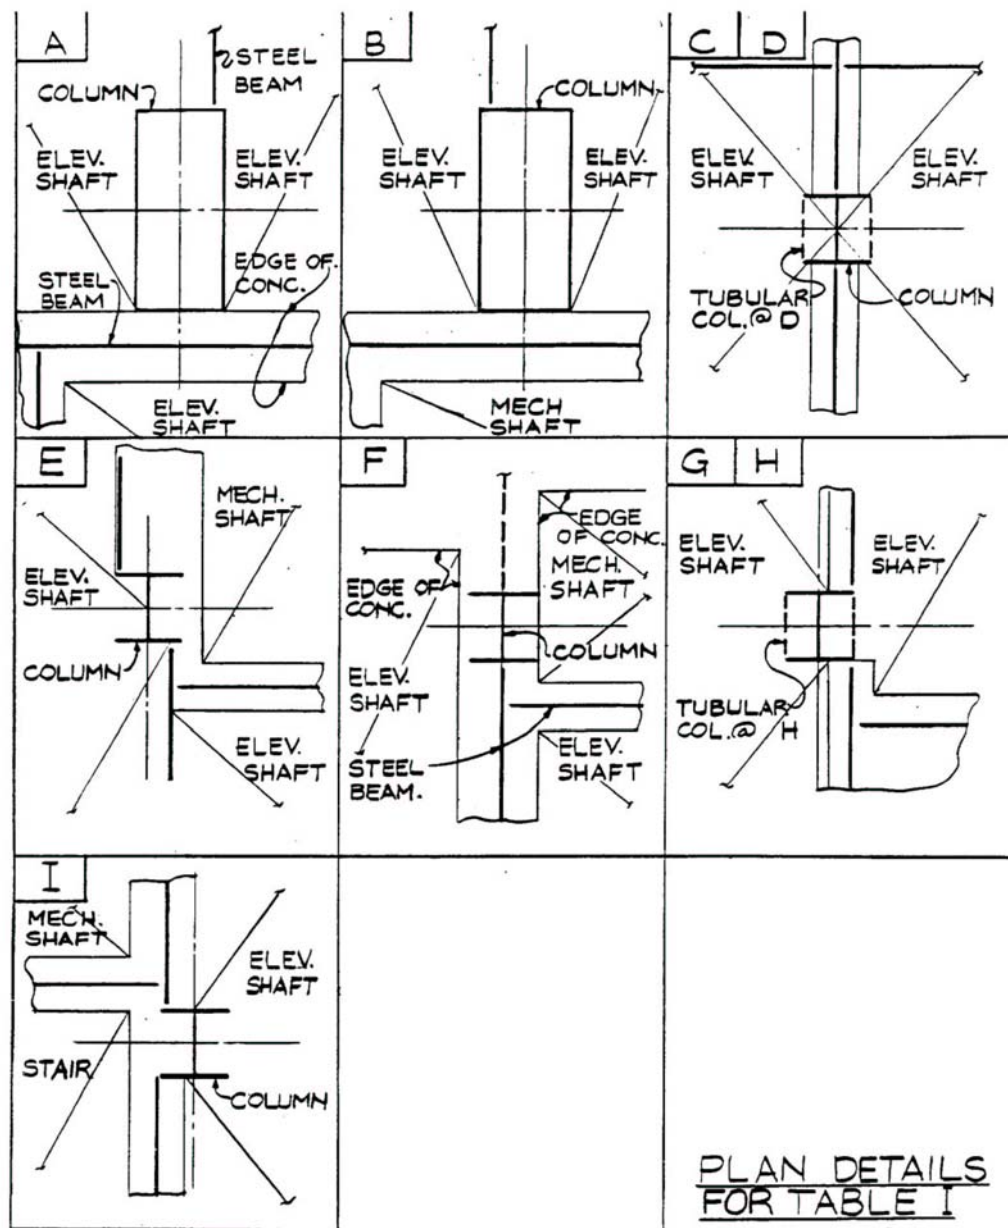 A
STEEL
BEAM
COLUMN
ELEV.
SHAFT
ELEV.
SHAFT
STEEL
BEAM
EDGE OF.
CONC.
ELEV.
SHAFT
B
COLUMN
ELEV.
SHAFT
ELEV.
SHAFT
MECH
SHAFT
C D
ELEV.
SHAFT
ELEV.
SHAFT
TUBULAR
COL.@ D
COLUMN
E
MECH.
SHAFT
ELEV.
SHAFT
COLUMN
ELEV.
SHAFT
F
EDGE
OF CONC.
MECH.
SHAFT
EDGE OF
CONC.
COLUMN
ELEV.
SHAFT
STEEL
BEAM.
ELEV.
SHAFT
G H
ELEV.
SHAFT
ELEV.
SHAFT
TUBULAR
COL.@ H
I
MECH.
SHAFT
ELEV.
SHAFT
STAIR
COLUMN
PLAN DETAILS
FOR TABLE I